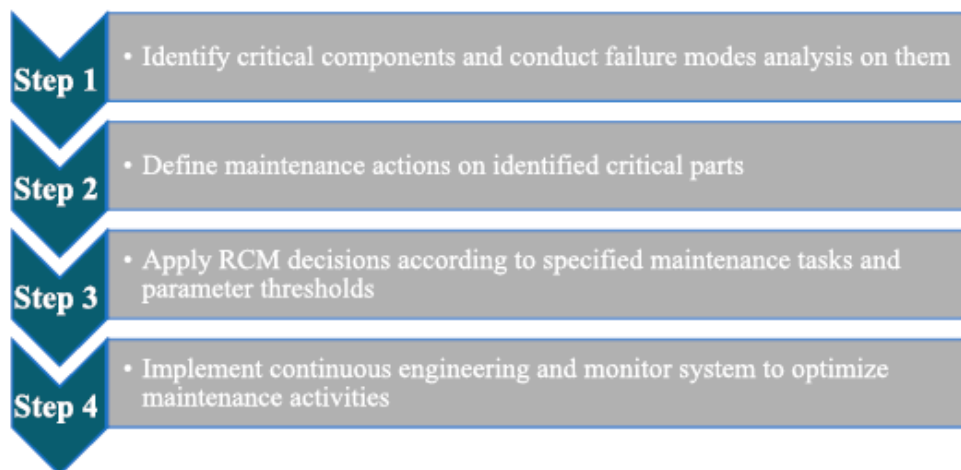 Step 1
• Identify critical components and conduct failure modes analysis on them
Step 2
• Define maintenance actions on identified critical parts
Step 3
• Apply RCM decisions according to specified maintenance tasks and
parameter thresholds
Step 4
• Implement continuous engineering and monitor system to optimize
maintenance activities